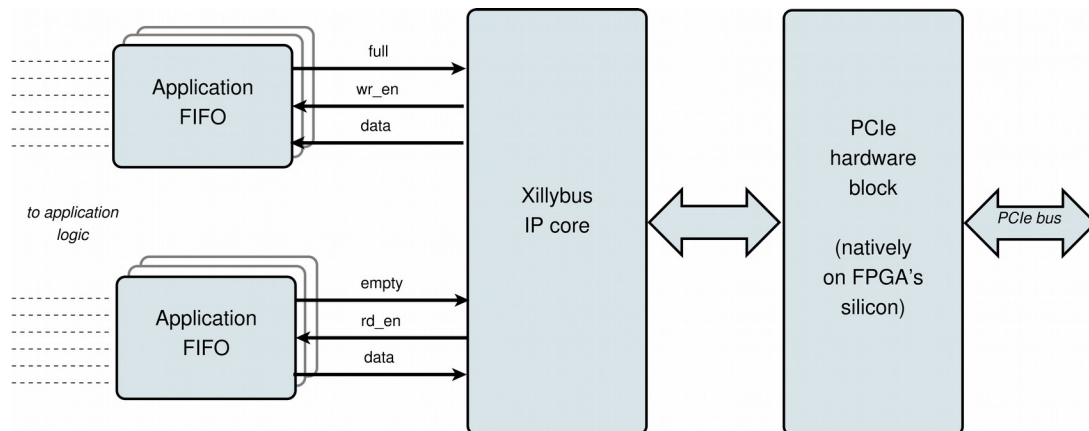 Application
FIFO
full
wr_en
data
to application
logic
Application
FIFO
empty
rd_en
data
Xillybus
IP core
PCIe
hardware
block
(natively
on FPGA's
silicon)
PCIe bus